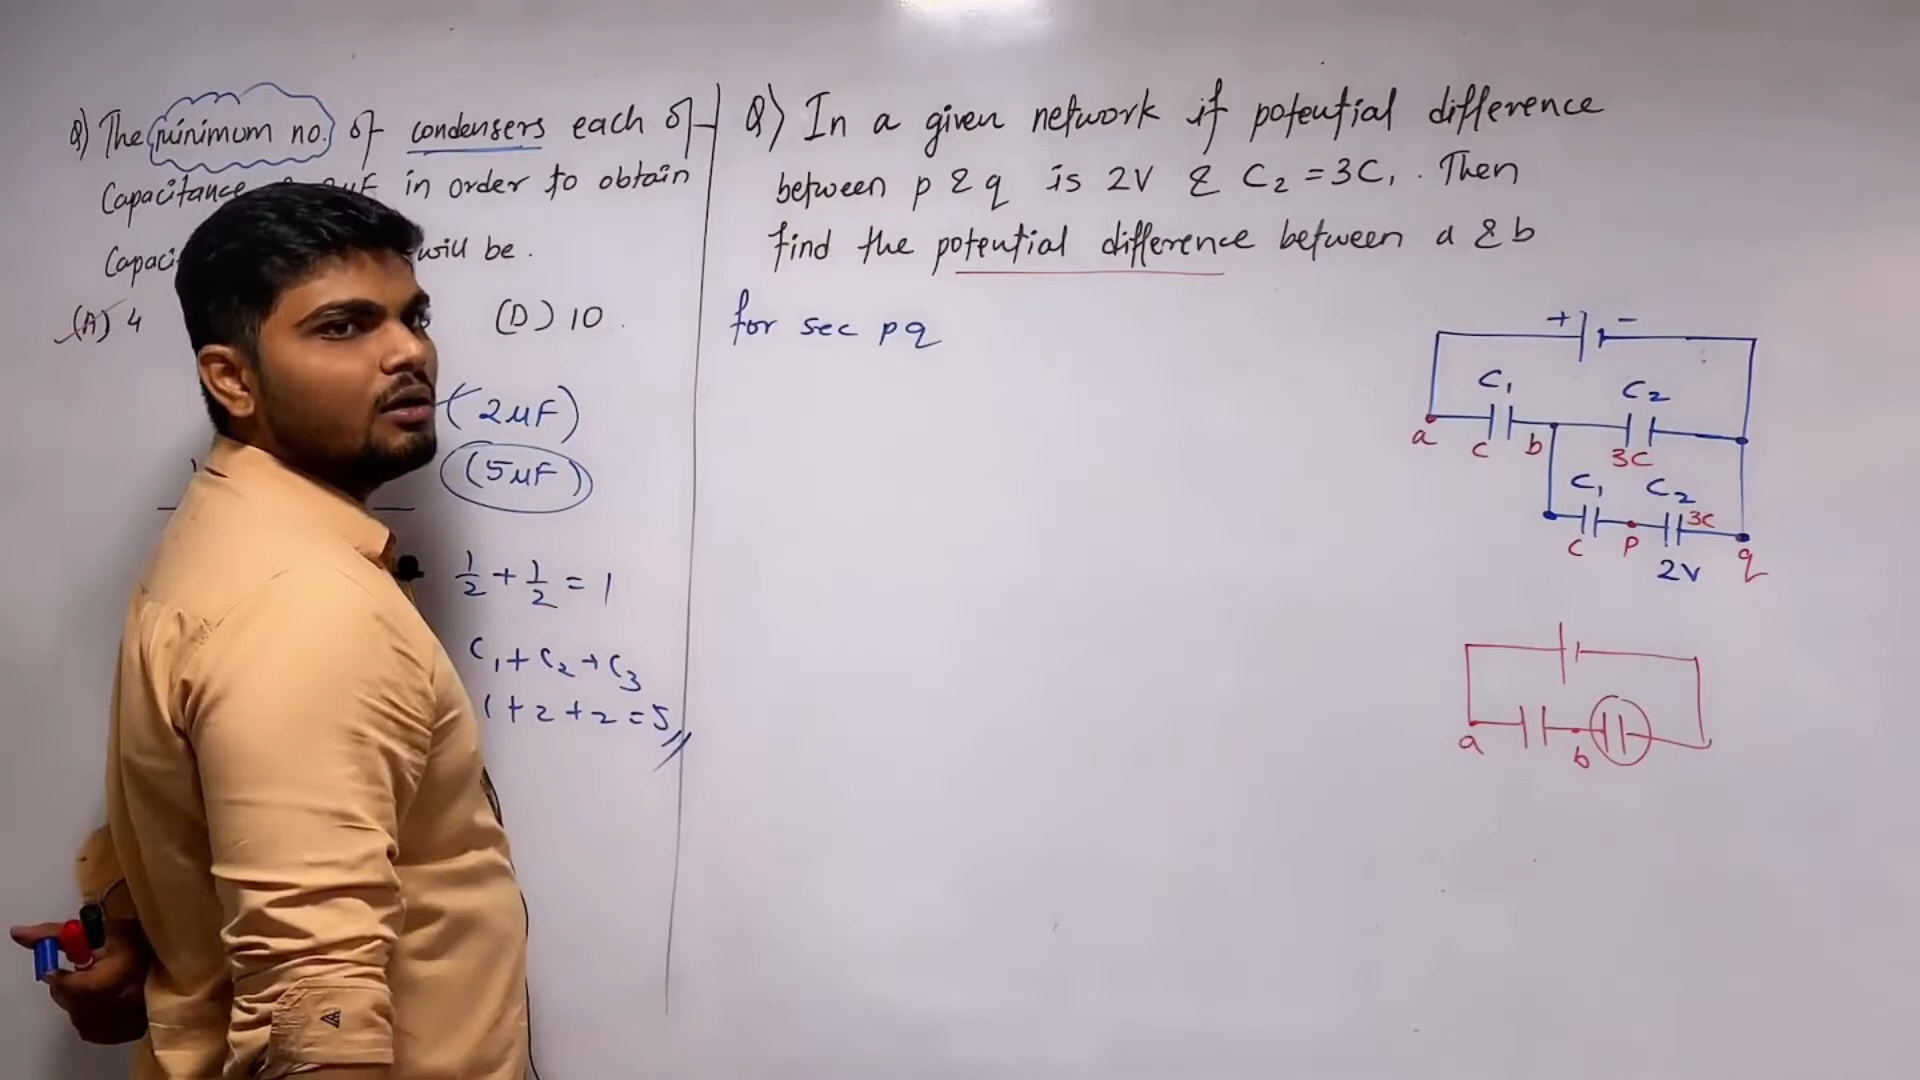 Q) The minimum no. of condensers each of
Capacitance 2μF in order to obtain
will be.
(A) 4 (D) 10.
(2μF)
(5μF)
1/2 + 1/2 = 1
C₁ + C₂ + C₃
1 + 2 + 2 = 5
Q) In a given network if potential difference
between p & q is 2V & C₂ = 3C₁. Then
find the potential difference between a & b
for sec pq
+ -
C₁ C₂
a C b 3C
C₁ C₂
3C
C P q
2V
a b